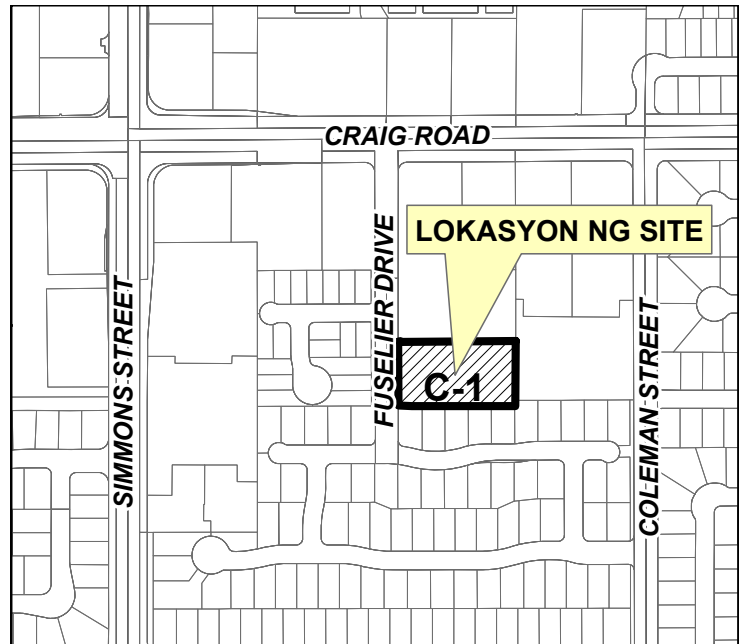 CRAIG ROAD
LOKASYON NG SITE
FUSELIER DRIVE
SIMMONS STREET
C-1
COLEMAN STREET